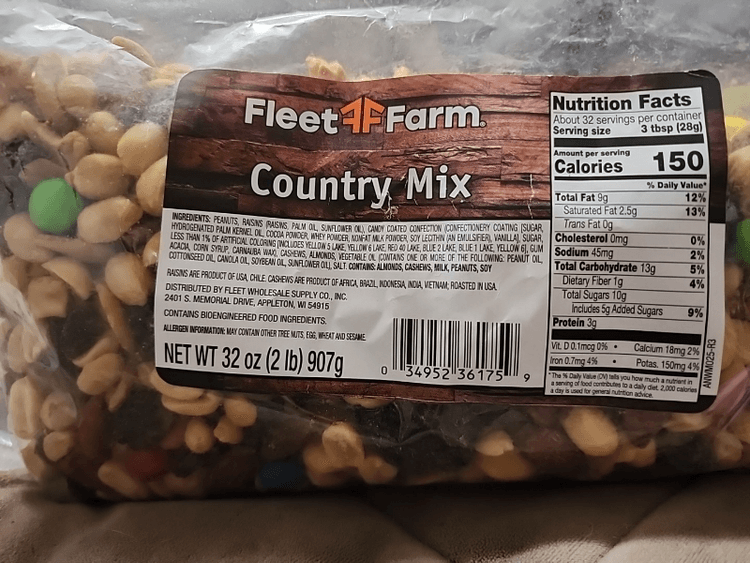 Fleet Farm
Country Mix
INGREDIENTS: PEANUTS, RAISINS (RAISINS, PALM OIL, SUNFLOWER OIL), CANDY COATED CONFECTION (CONFECTIONERY COATING [SUGAR,
HYDROGENATED PALM KERNEL OIL, COCOA POWDER, WHEY POWDER, NONFAT MILK POWDER, SOY LECITHIN (AN EMULSIFIER), VANILLA], SUGAR,
LESS THAN 1% OF ARTIFICIAL COLORING [INCLUDES YELLOW 5 LAKE, YELLOW 6 LAKE, RED 40 LAKE, BLUE 2 LAKE, BLUE 1 LAKE, YELLOW 6], GUM
ACACIA, CORN SYRUP, CARNAUBA WAX), CASHEWS, ALMONDS, VEGETABLE OIL (CONTAINS ONE OR MORE OF THE FOLLOWING: PEANUT OIL,
COTTONSEED OIL, CANOLA OIL, SOYBEAN OIL, SUNFLOWER OIL), SALT. CONTAINS: ALMONDS, CASHEWS, MILK, PEANUTS, SOY
RAISINS ARE PRODUCT OF USA, CHILE. CASHEWS ARE PRODUCT OF AFRICA, BRAZIL, INDONESIA, INDIA, VIETNAM; ROASTED IN USA.
DISTRIBUTED BY FLEET WHOLESALE SUPPLY CO., INC.
2401 S. MEMORIAL DRIVE, APPLETON, WI 54915
CONTAINS BIOENGINEERED FOOD INGREDIENTS.
ALLERGEN INFORMATION: MAY CONTAIN OTHER TREE NUTS, EGG, WHEAT AND SESAME.
NET WT 32 oz (2 lb) 907g
0 34952 36175 9
Nutrition Facts
About 32 servings per container
Serving size 3 tbsp (28g)
Amount per serving
Calories 150
% Daily Value*
Total Fat 9g 12%
Saturated Fat 2.5g 13%
Trans Fat 0g
Cholesterol 0mg 0%
Sodium 45mg 2%
Total Carbohydrate 13g 5%
Dietary Fiber 1g 4%
Total Sugars 10g
Includes 5g Added Sugars 9%
Protein 3g
Vit. D 0.1mcg 0% • Calcium 18mg 2%
Iron 0.7mg 4% • Potas. 150mg 4%
*The % Daily Value (DV) tells you how much a nutrient in
a serving of food contributes to a daily diet. 2,000 calories
a day is used for general nutrition advice.
ANWM025-R3